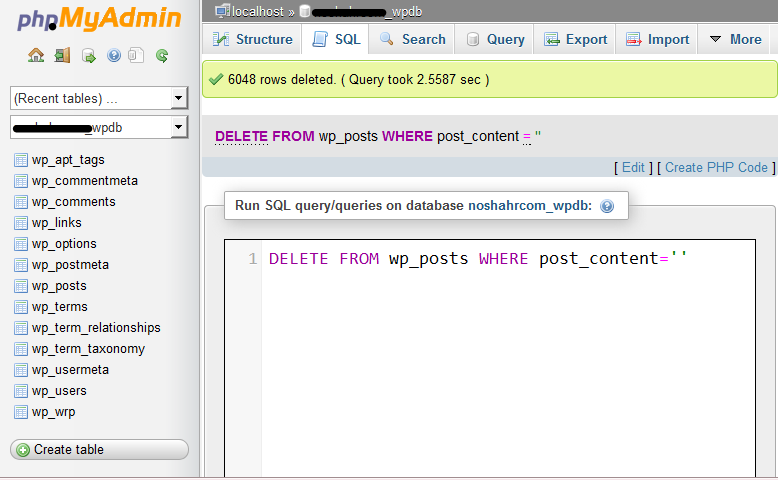 phpMyAdmin
(Recent tables) ...
_wpdb
wp_apt_tags
wp_commentmeta
wp_comments
wp_links
wp_options
wp_postmeta
wp_posts
wp_terms
wp_term_relationships
wp_term_taxonomy
wp_usermeta
wp_users
wp_wrp
Create table
localhost » _wpdb
Structure SQL Search Query Export Import More
6048 rows deleted. ( Query took 2.5587 sec )
DELETE FROM wp_posts WHERE post_content = ''
[ Edit ] [ Create PHP Code ]
Run SQL query/queries on database noshahrcom_wpdb:
1 DELETE FROM wp_posts WHERE post_content=''